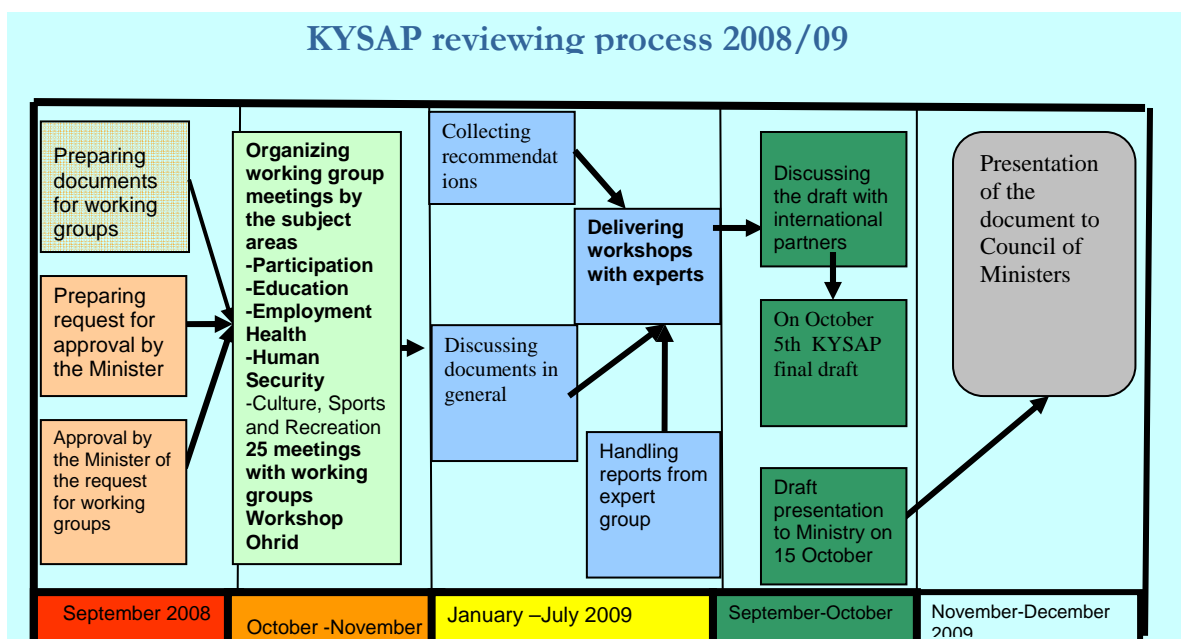 KYSAP reviewing process 2008/09
Preparing
documents
for working
groups
Preparing
request for
approval by
the Minister
Approval by
the Minister of
the request
for working
groups
Organizing
working group
meetings by
the subject
areas
-Participation
-Education
-Employment
Health
-Human
Security
-Culture, Sports
and Recreation
25 meetings
with working
groups
Workshop
Ohrid
Collecting
recommendat
ions
Discussing
documents in
general
Delivering
workshops
with experts
Handling
reports from
expert
group
Discussing
the draft with
international
partners
On October
5th KYSAP
final draft
Draft
presentation
to Ministry on
15 October
Presentation
of the
document to
Council of
Ministers
September 2008
October -November
January –July 2009
September-October
November-December
2009